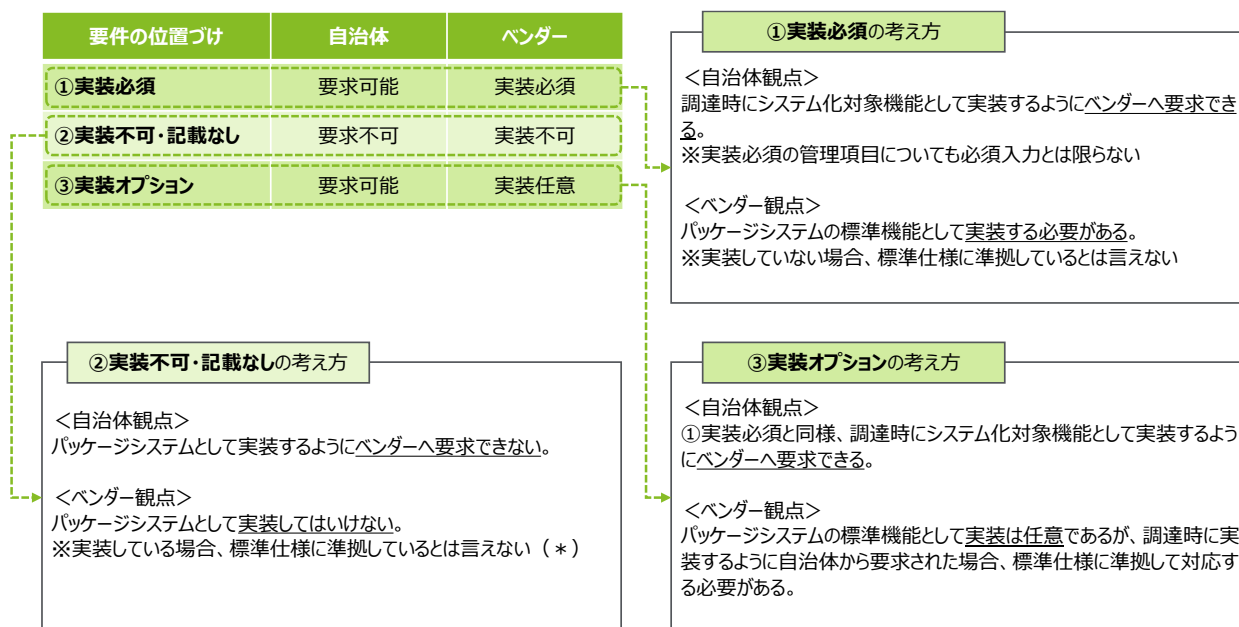 要件の位置づけ 自治体 ベンダー
①実装必須 要求可能 実装必須
②実装不可・記載なし 要求不可 実装不可
③実装オプション 要求可能 実装任意
①実装必須の考え方
＜自治体観点＞
調達時にシステム化対象機能として実装するようにベンダーへ要求でき
る。
※実装必須の管理項目についても必須入力とは限らない
＜ベンダー観点＞
パッケージシステムの標準機能として実装する必要がある。
※実装していない場合、標準仕様に準拠しているとは言えない
②実装不可・記載なしの考え方
＜自治体観点＞
パッケージシステムとして実装するようにベンダーへ要求できない。
＜ベンダー観点＞
パッケージシステムとして実装してはいけない。
※実装している場合、標準仕様に準拠しているとは言えない（＊）
③実装オプションの考え方
＜自治体観点＞
①実装必須と同様、調達時にシステム化対象機能として実装するよう
にベンダーへ要求できる。
＜ベンダー観点＞
パッケージシステムの標準機能として実装は任意であるが、調達時に実
装するように自治体から要求された場合、標準仕様に準拠して対応す
る必要がある。